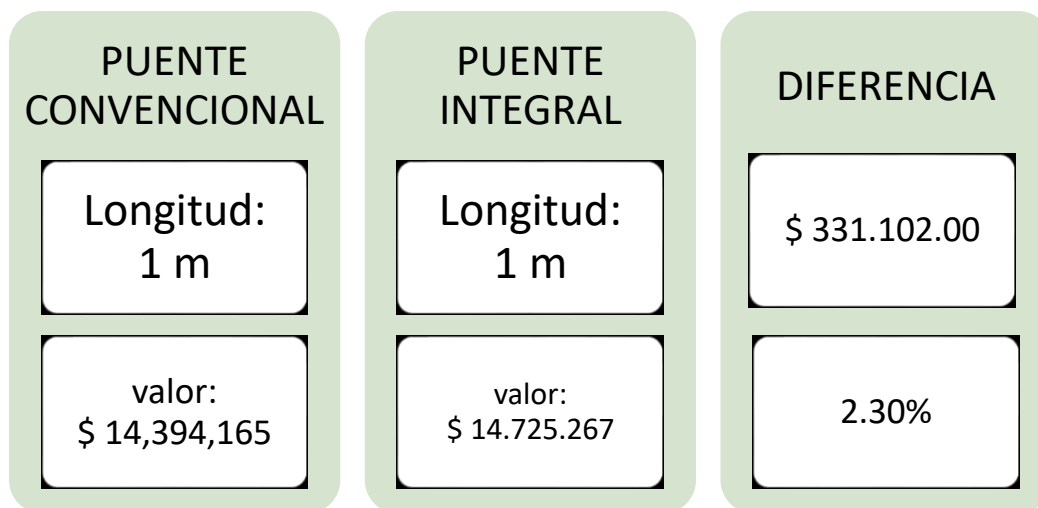 PUENTE
CONVENCIONAL
Longitud:
1 m
valor:
$ 14,394,165
PUENTE
INTEGRAL
Longitud:
1 m
valor:
$ 14.725.267
DIFERENCIA
$ 331.102.00
2.30%